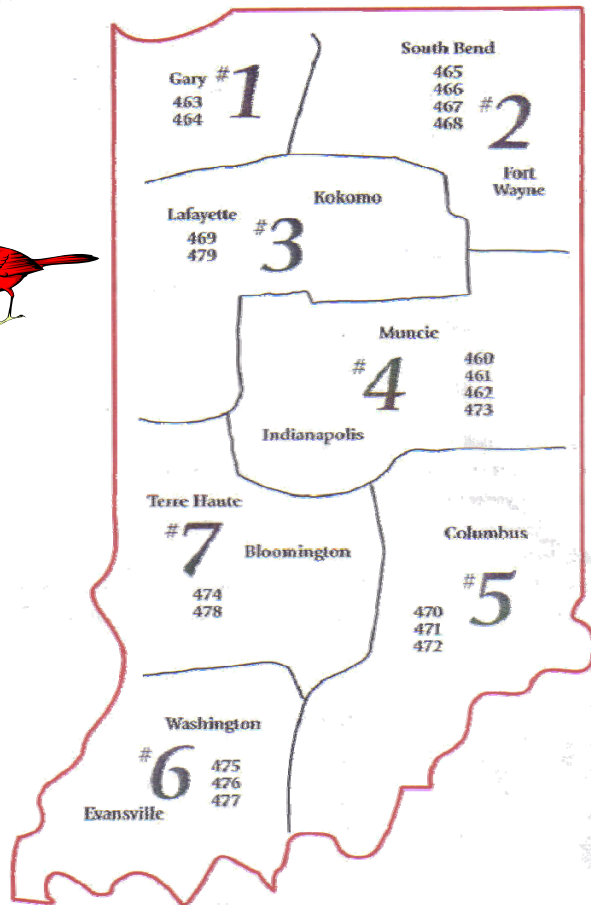 Gary #1
463
464
South Bend
465
466
467
468
#2
Fort
Wayne
Kokomo
Lafayette
469
479
#3
Muncie
#4
460
461
462
473
Indianapolis
Terre Haute
#7
Bloomington
474
478
Columbus
#5
470
471
472
Washington
#6
475
476
477
Evansville